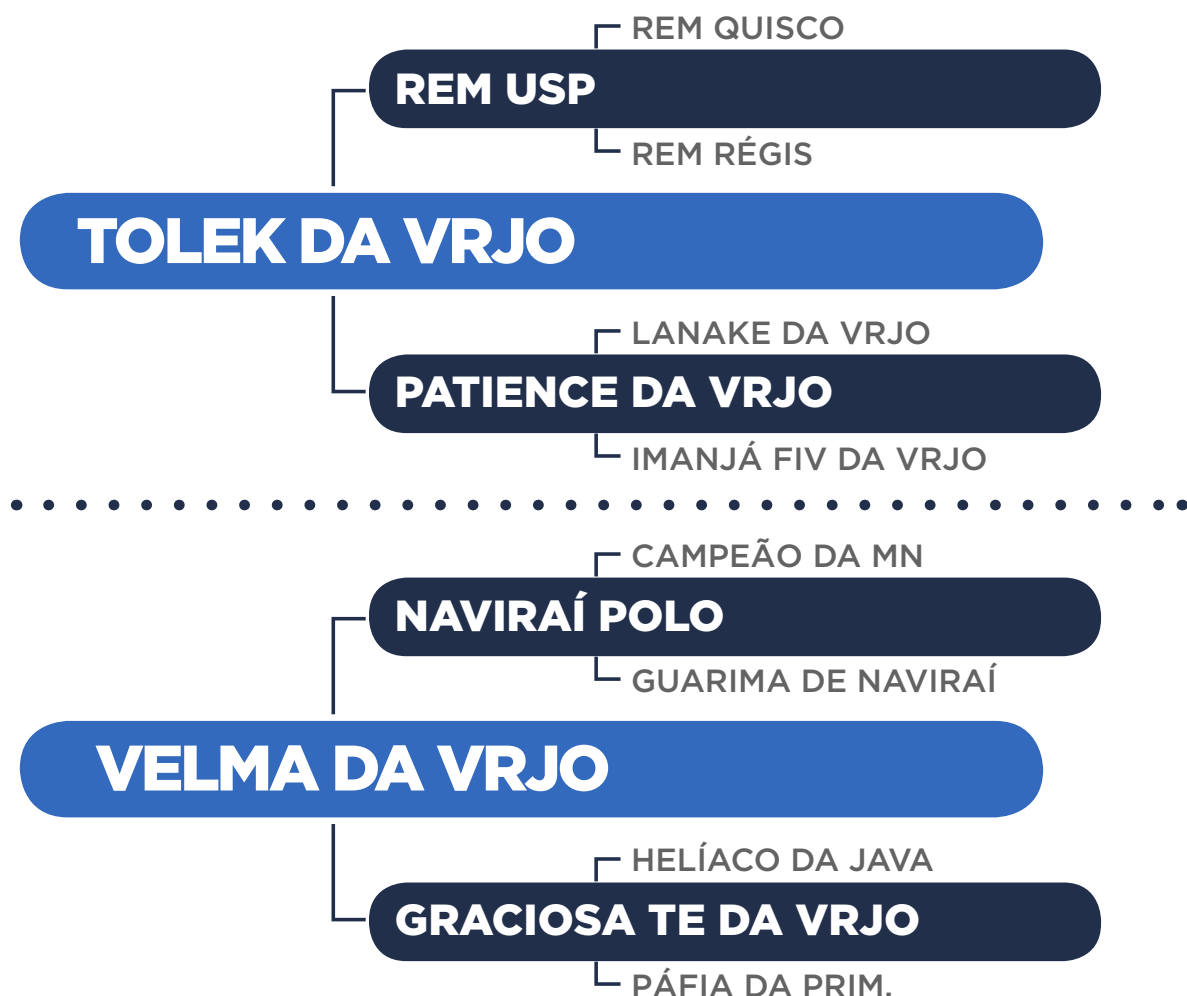 REM QUISCO
REM USP
REM RÉGIS
TOLEK DA VRJO
LANAKE DA VRJO
PATIENCE DA VRJO
IMANJÁ FIV DA VRJO
CAMPEÃO DA MN
NAVIRAÍ POLO
GUARIMA DE NAVIRAÍ
VELMA DA VRJO
HELÍACO DA JAVA
GRACIOSA TE DA VRJO
PÁFIA DA PRIM.